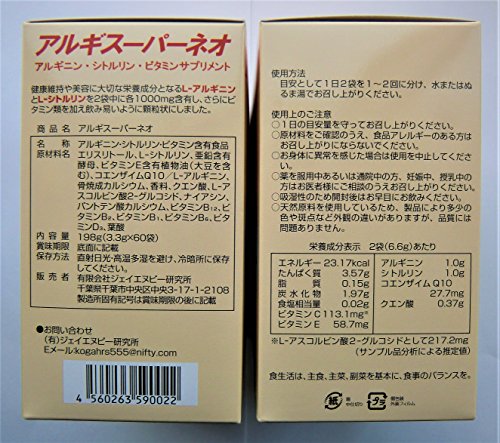 アルギスーパーネオ
アルギニン・シトルリン・ビタミンサプリメント
健康維持や美容に大切な栄養成分となるL-アルギニン
とL-シトルリンを2袋中に各1000mg含有し、さらにビ
タミン類を加え飲み易いように顆粒状にしました。
商品名 アルギスーパーネオ
名称 アルギニン・シトルリン・ビタミン含有食品
原材料名 エリスリトール、L-シトルリン、亜鉛含有
酵母、ビタミンE含有植物油(大豆を含
む)、コエンザイムQ10/L-アルギニン、
骨焼成カルシウム、香料、クエン酸、L-ア
スコルビン酸2-グルコシド、ナイアシン、
パントテン酸カルシウム、ビタミンB12、ビ
タミンB2、ビタミンB1、ビタミンB6、ビタ
ミンD3、葉酸
内容量 198g(3.3g×60袋)
賞味期限 底面に記載
保存方法 直射日光・高温多湿を避け、冷暗所に保存
してください。
販売者 有限会社ジェイエヌビー研究所
千葉県千葉市中央区中央3-17-1-2108
製造所固有記号は賞味期限の後に記載
●お問い合わせ
(有)ジェイエヌビー研究所
Eメール:kogahrs555@nifty.com
4 560263 590022
使用方法
目安として1日2袋を1~2回に分け、水またはぬ
るま湯でお召し上がりください。
使用上のご注意
○1日の目安量を守ってお召し上がりください。
○原材料をご確認のうえ、食品アレルギーのある方
はお召し上がりにならないでください。
○お身体に異常を感じた場合は使用を中止してくだ
さい。
○薬を服用中あるいは通院中の方、妊娠中、授乳中の
方はお医者様にご相談の上お召し上がりください。
○吸湿性のため開封後はお早目にお飲みください。
○天然原料を使用しているため、製品により多少の
色や斑点など外観の違いがありますが、品質には
問題ありません。
栄養成分表示 2袋(6.6g)あたり
エネルギー 23.17kcal
たんぱく質 3.57g
脂質 0.15g
炭水化物 1.97g
食塩相当量 0.02g
ビタミンC 113.1mg※
ビタミンE 58.7mg
アルギニン 1.0g
シトルリン 1.0g
コエンザイムQ10
27.7mg
クエン酸 0.37g
※L-アスコルビン酸2-グルコシドとして217.2mg
(サンプル品分析による推定値)
食生活は、主食、主菜、副菜を基本に、食事のバランスを。
紙
箱
中仕切り
プラ
個包装
外装フィルム